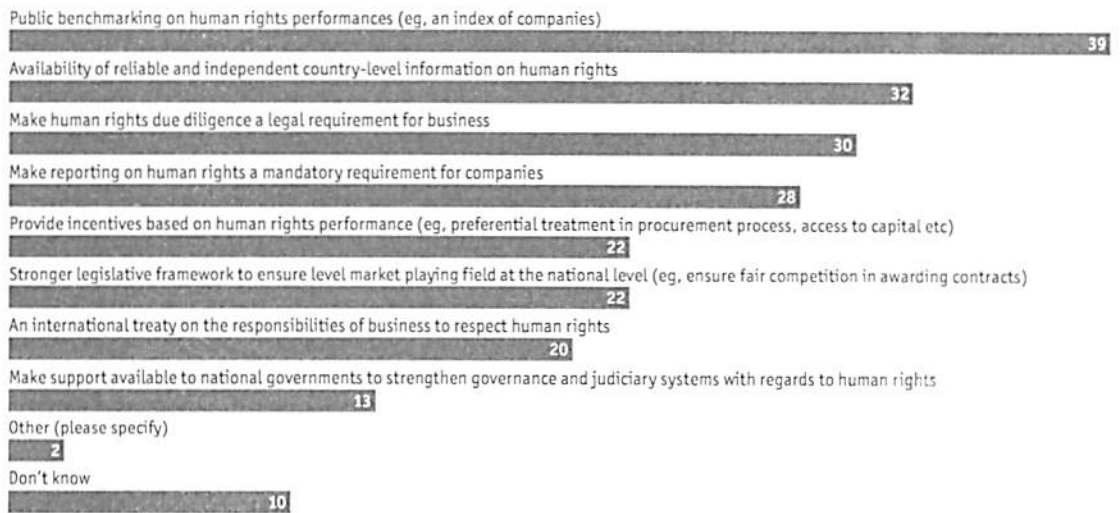 Public benchmarking on human rights performances (eg, an index of companies)
39
Availability of reliable and independent country-level information on human rights
32
Make human rights due diligence a legal requirement for business
30
Make reporting on human rights a mandatory requirement for companies
28
Provide incentives based on human rights performance (eg, preferential treatment in procurement process, access to capital etc)
22
Stronger legislative framework to ensure level market playing field at the national level (eg, ensure fair competition in awarding contracts)
22
An international treaty on the responsibilities of business to respect human rights
20
Make support available to national governments to strengthen governance and judiciary systems with regards to human rights
13
Other (please specify)
2
Don't know
10